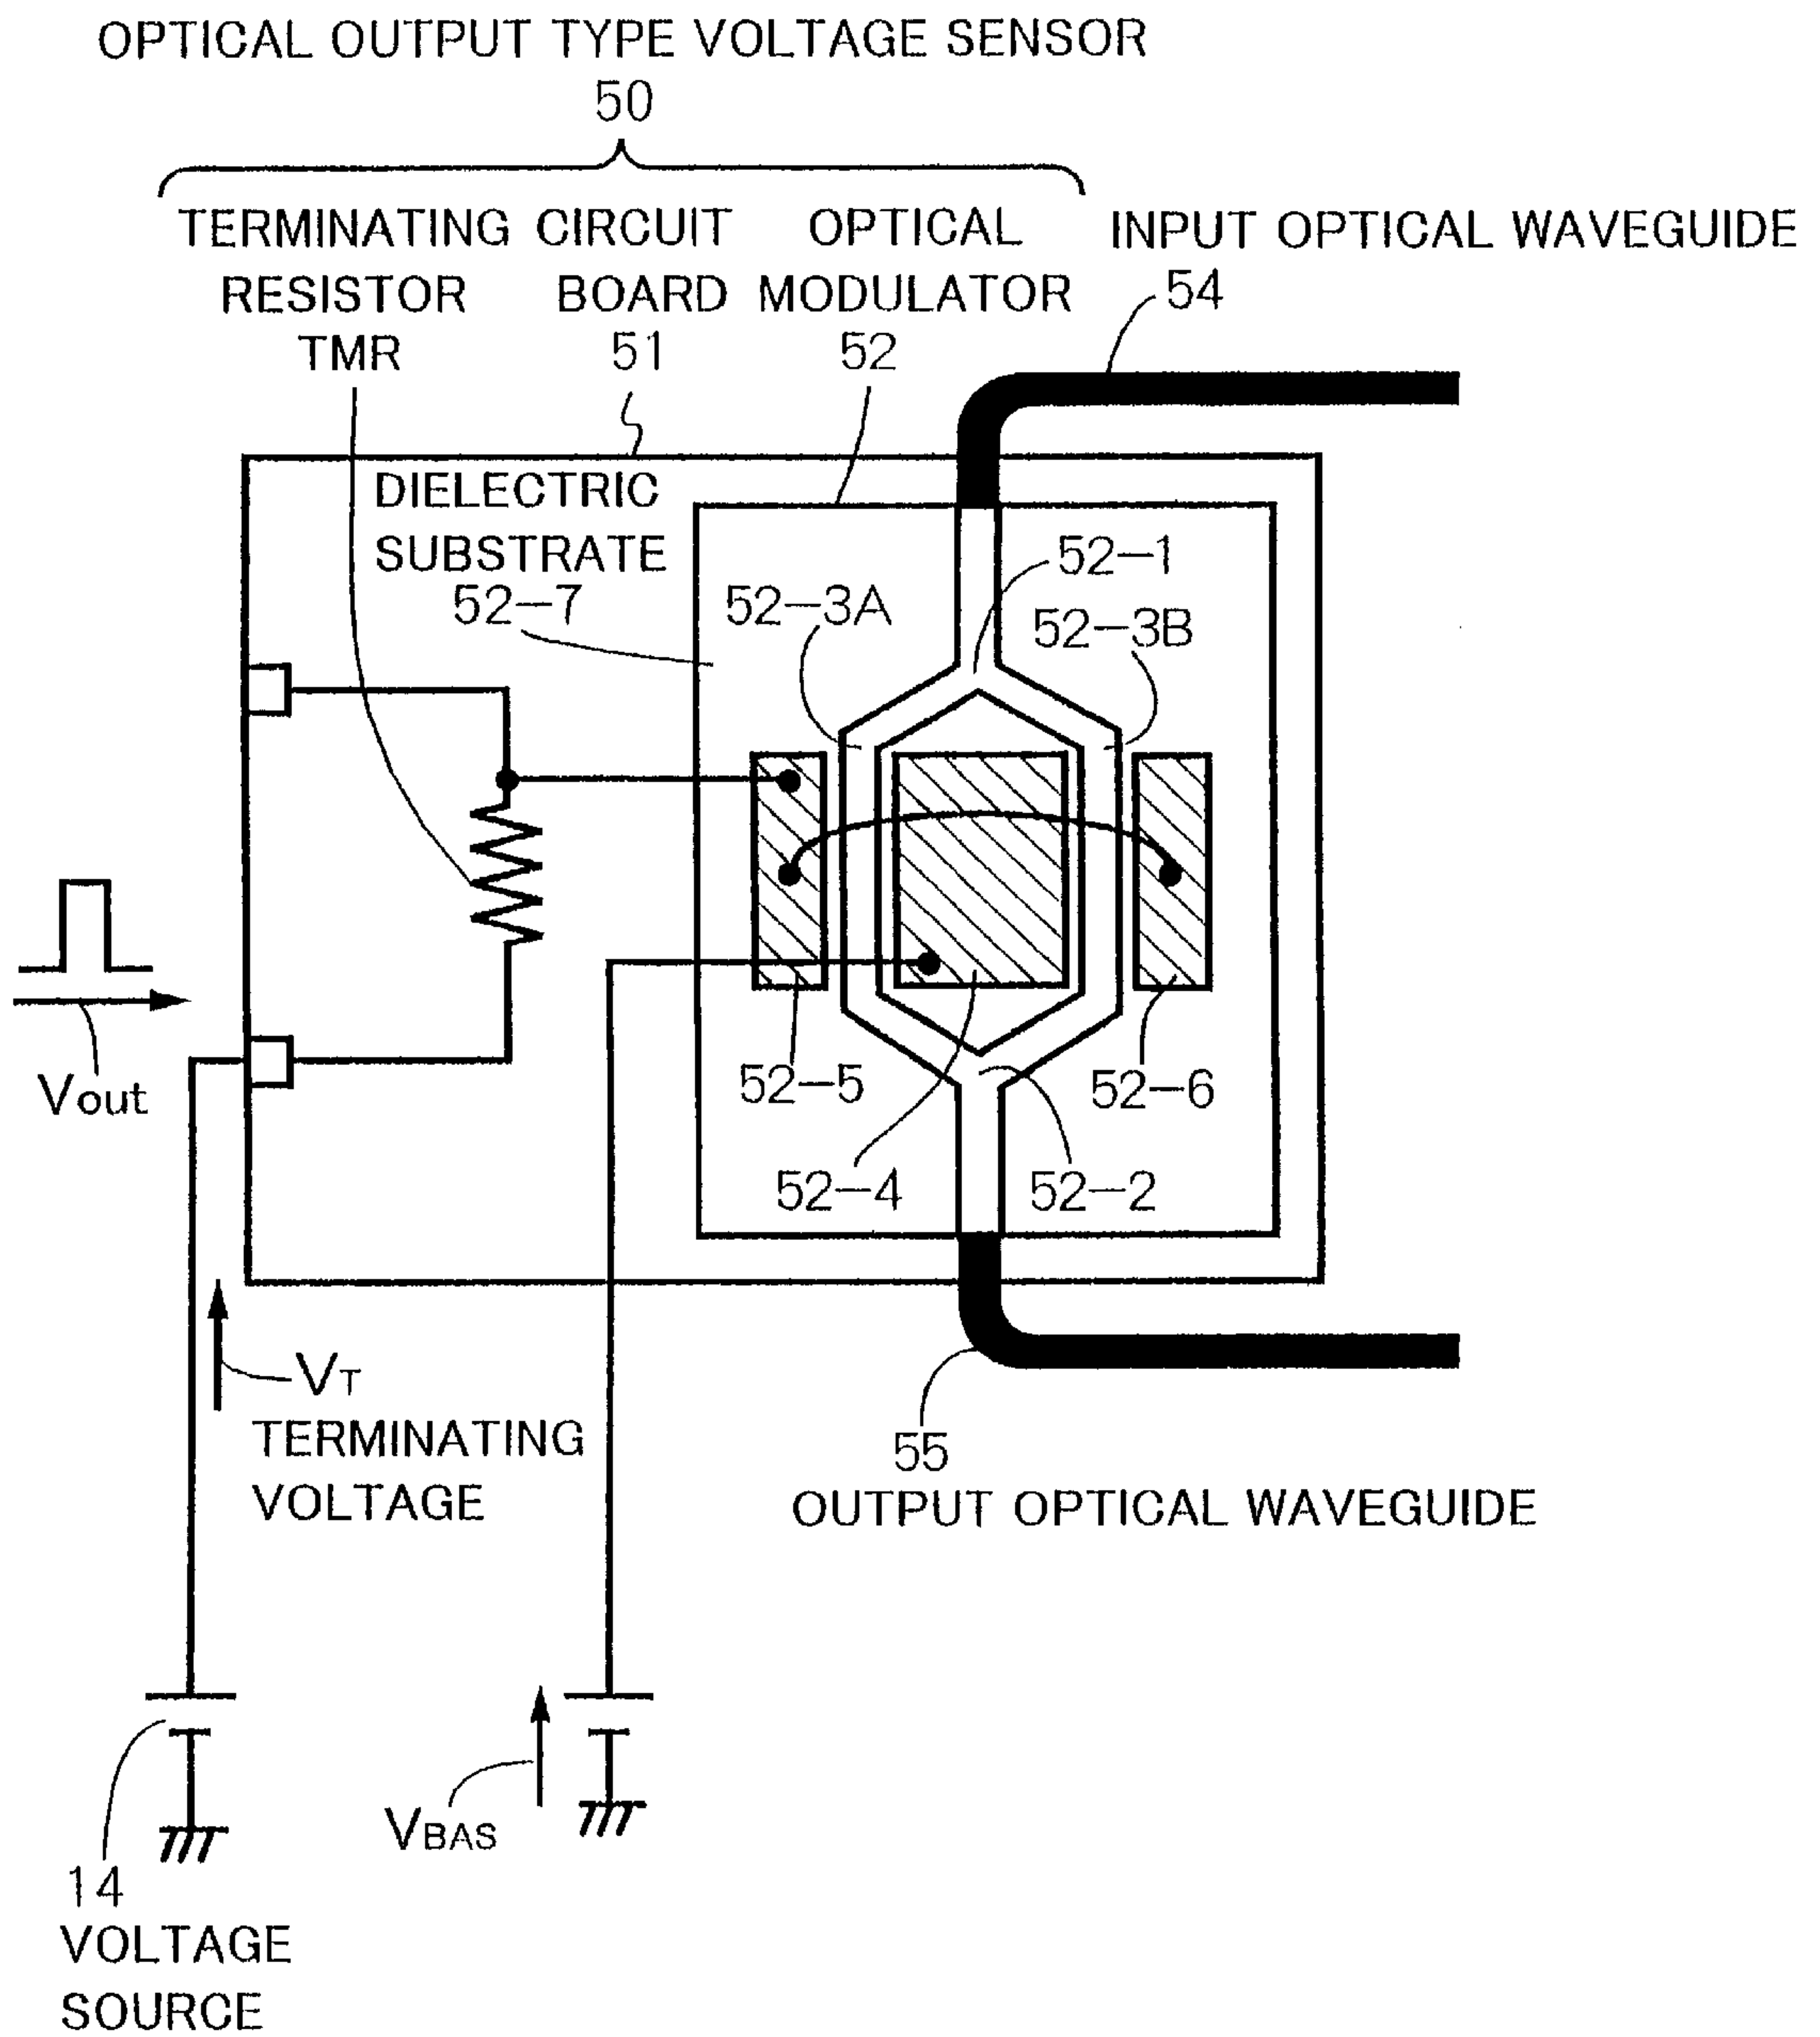 OPTICAL OUTPUT TYPE VOLTAGE SENSOR
50
TERMINATING CIRCUIT OPTICAL INPUT OPTICAL WAVEGUIDE
RESISTOR BOARD MODULATOR 54
TMR 51 52
DIELECTRIC
SUBSTRATE
52-7
52-1
52-3A
52-3B
Vout
52-5
52-6
52-4
52-2
VT
TERMINATING
VOLTAGE
55
OUTPUT OPTICAL WAVEGUIDE
VBAS
14
VOLTAGE
SOURCE